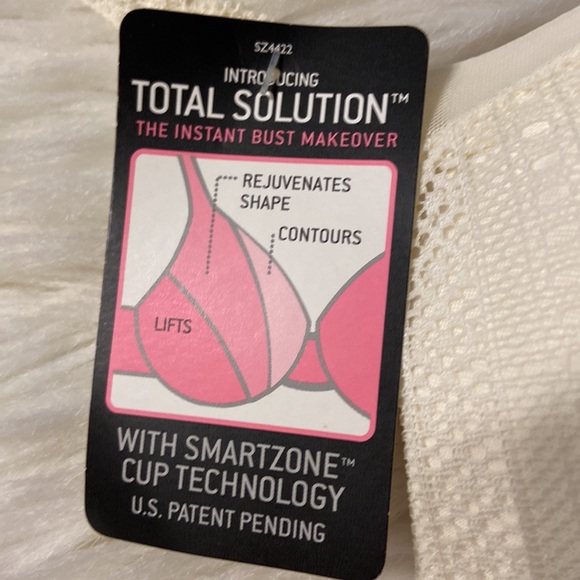 SZ4422
INTRODUCING
TOTAL SOLUTION™
THE INSTANT BUST MAKEOVER
REJUVENATES
SHAPE
CONTOURS
LIFTS
WITH SMARTZONE™
CUP TECHNOLOGY
U.S. PATENT PENDING